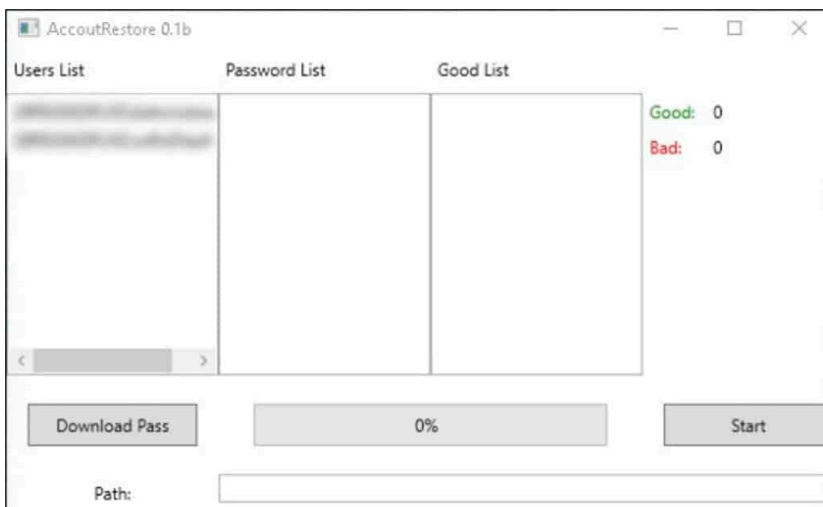 AccoutRestore 0.1b
Users List Password List Good List
Good: 0
Bad: 0
Download Pass 0% Start
Path: